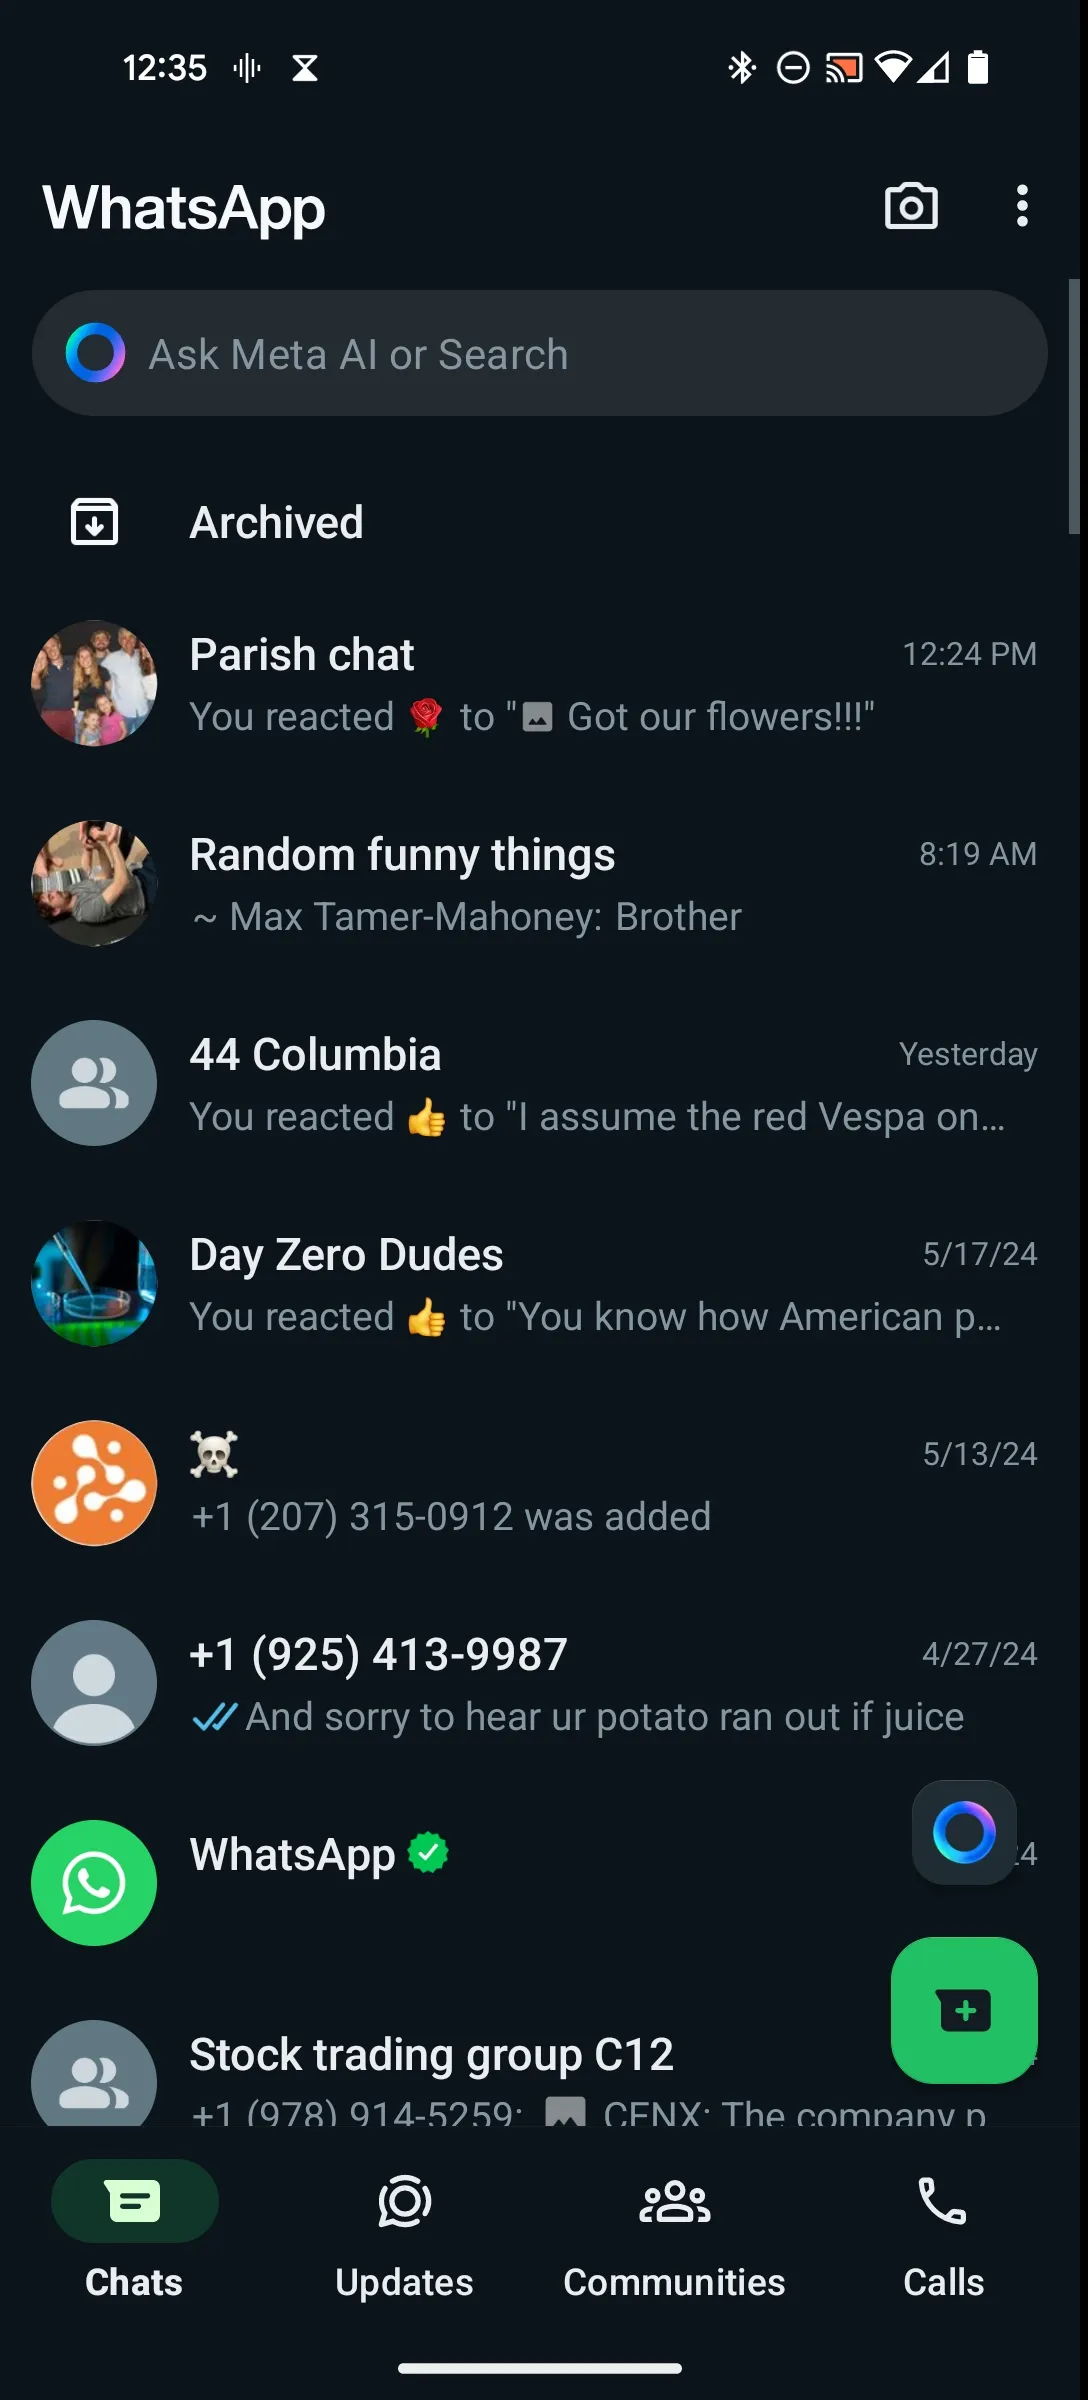 12:35
WhatsApp
Ask Meta AI or Search
Archived
Parish chat 12:24 PM
You reacted 🌹 to "Got our flowers!!!"
Random funny things 8:19 AM
~ Max Tamer-Mahoney: Brother
44 Columbia Yesterday
You reacted 👍 to "I assume the red Vespa on...
Day Zero Dudes 5/17/24
You reacted 👍 to "You know how American p...
☠️ 5/13/24
+1 (207) 315-0912 was added
+1 (925) 413-9987 4/27/24
And sorry to hear ur potato ran out if juice
WhatsApp
Stock trading group C12
+1 (978) 914-5259: CENX: The company p
Chats Updates Communities Calls